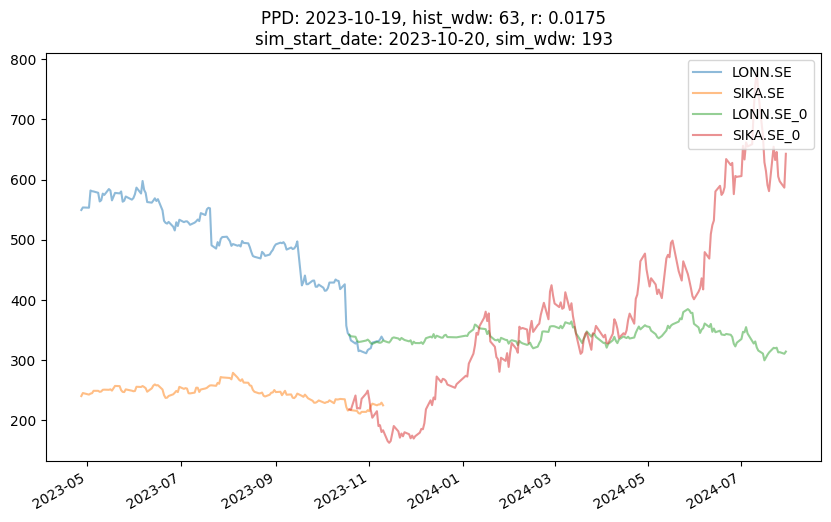 PPD: 2023-10-19, hist_wdw: 63, r: 0.0175
sim_start_date: 2023-10-20, sim_wdw: 193
800
700
600
500
400
300
200
LONN.SE
SIKA.SE
LONN.SE_0
SIKA.SE_0
2023-05
2023-07
2023-09
2023-11
2024-01
2024-03
2024-05
2024-07